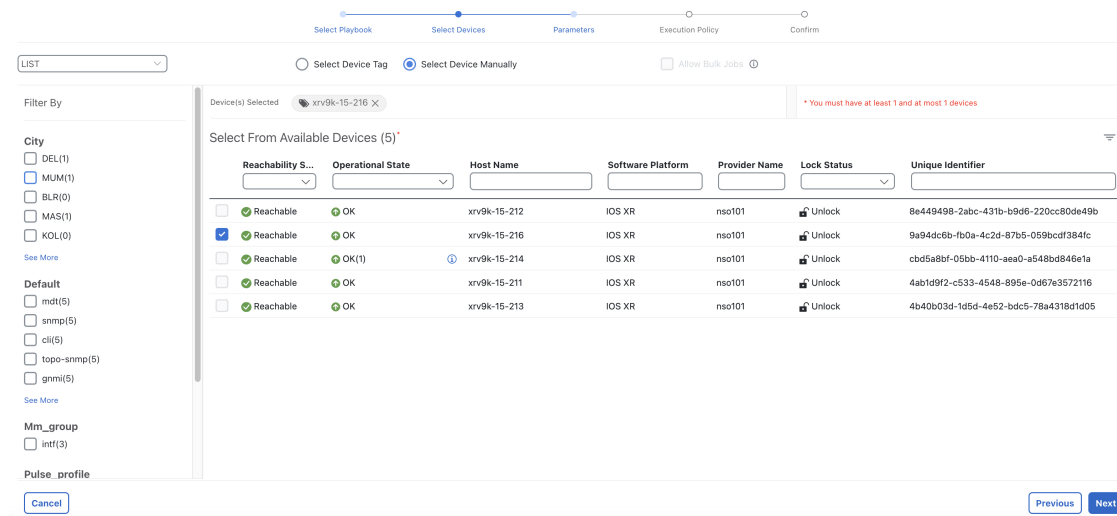 Select Playbook Select Devices Parameters Execution Policy Confirm
LIST Select Device Tag Select Device Manually Allow Bulk Jobs
Filter By
City
DEL(1)
MUM(1)
BLR(0)
MAS(1)
KOL(0)
See More
Default
mdt(5)
snmp(5)
cli(5)
topo-snmp(5)
gnmi(5)
See More
Mm_group
intf(3)
Pulse_profile
Device(s) Selected xrv9k-15-216 * You must have at least 1 and at most 1 devices
Select From Available Devices (5)*
Reachability S... Operational State Host Name Software Platform Provider Name Lock Status Unique Identifier
Reachable OK xrv9k-15-212 IOS XR nso101 Unlock 8e449498-2abc-431b-b9d6-220cc80de49b
Reachable OK xrv9k-15-216 IOS XR nso101 Unlock 9a94dc6b-fb0a-4c2d-87b5-059bcdf384fc
Reachable OK(1) xrv9k-15-214 IOS XR nso101 Unlock cbd5a8bf-05bb-4110-aea0-a548bd846e1a
Reachable OK xrv9k-15-211 IOS XR nso101 Unlock 4ab1d9f2-c533-4548-895e-0d67e3572116
Reachable OK xrv9k-15-213 IOS XR nso101 Unlock 4b40b03d-1d5d-4e52-bdc5-78a4318d1d05
Cancel Previous Next